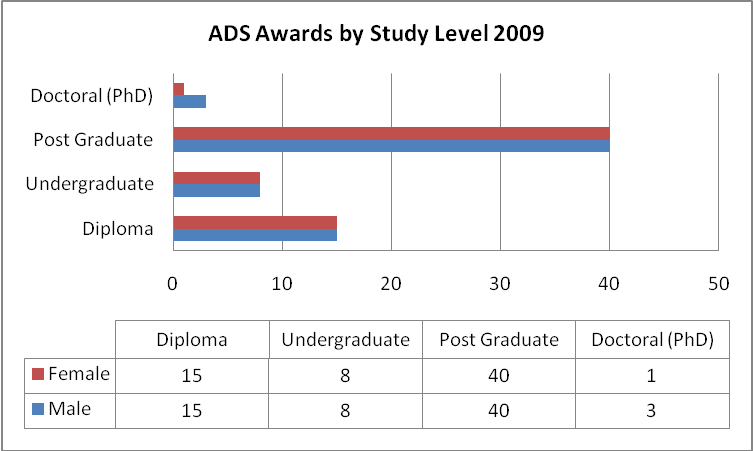 ADS Awards by Study Level 2009
Doctoral (PhD)
Post Graduate
Undergraduate
Diploma
0 10 20 30 40 50
Diploma Undergraduate Post Graduate Doctoral (PhD)
Female 15 8 40 1
Male 15 8 40 3